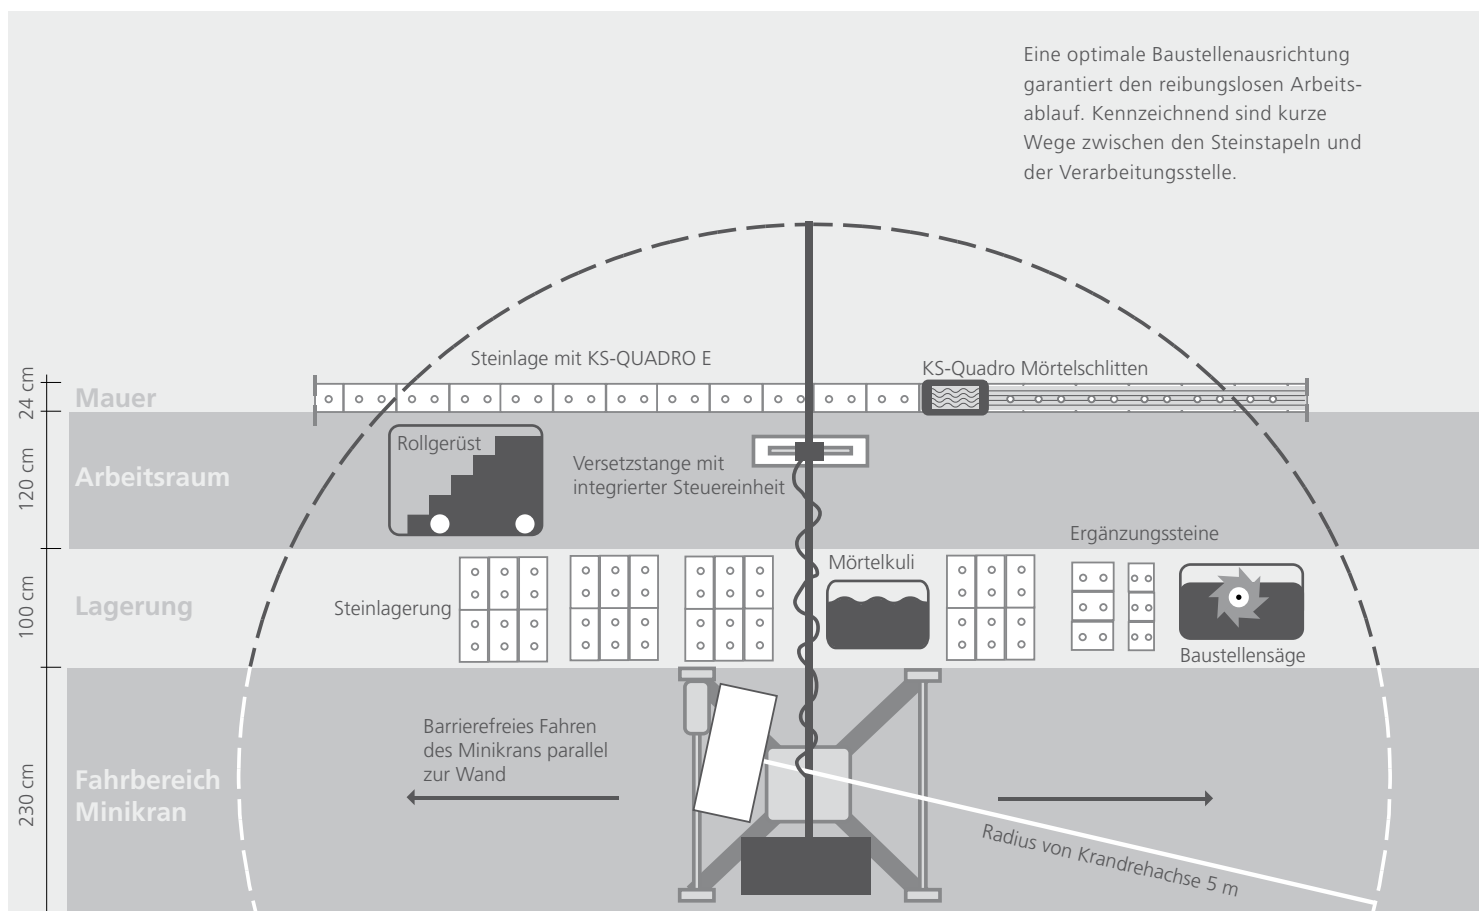 Eine optimale Baustellenausrichtung
garantiert den reibungslosen Arbeits-
ablauf. Kennzeichnend sind kurze
Wege zwischen den Steinstapeln und
der Verarbeitungsstelle.
Steinlage mit KS-QUADRO E
KS-Quadro Mörtelschlitten
24 cm
Mauer
Rollgerüst
120 cm
Arbeitsraum
Versetzstange mit
integrierter Steuereinheit
Ergänzungssteine
Mörtelkuli
100 cm
Lagerung
Steinlagerung
Baustellensäge
Barrierefreies Fahren
des Minikrans parallel
zur Wand
230 cm
Fahrbereich
Minikran
Radius von Krandrehachse 5 m